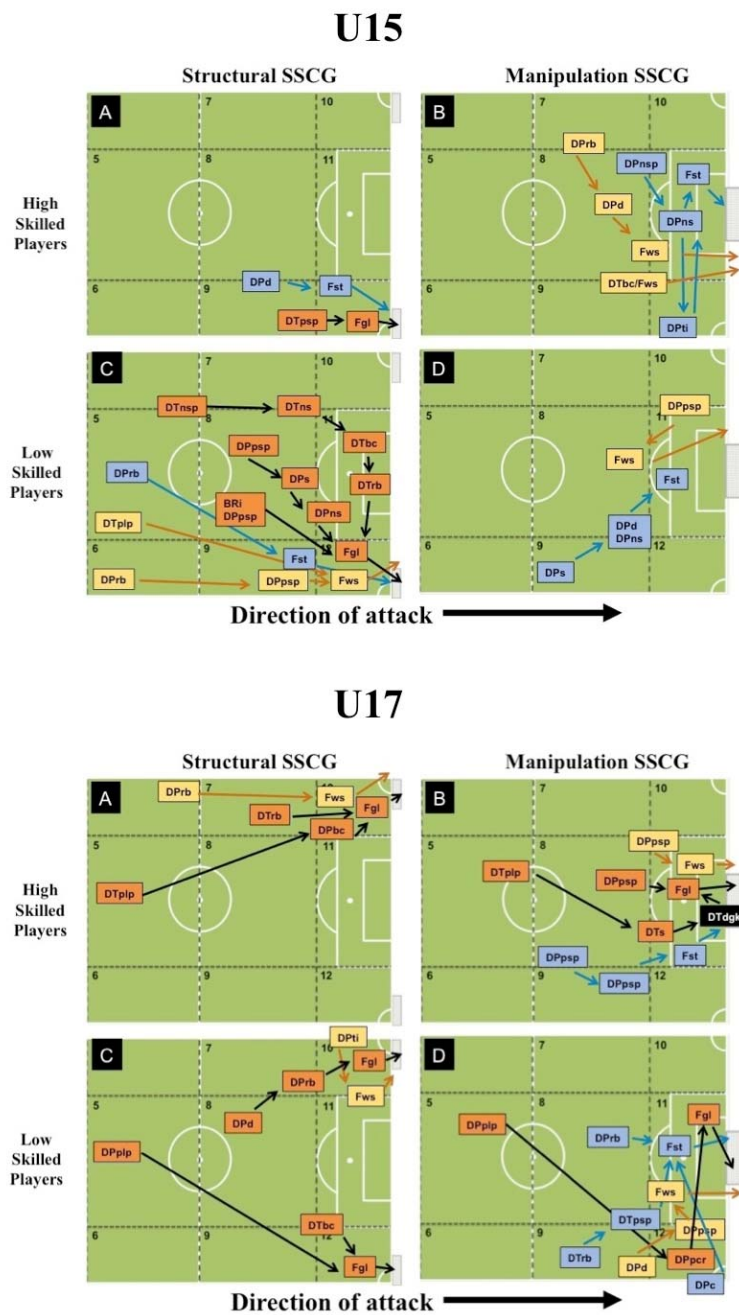 U15
Structural SSCG
Manipulation SSCG
High
Skilled
Players
A
7
10
5
8
11
6
9
DPd
Fst
DTpsp
Fgl
B
7
10
5
8
6
9
DPrb
DPnsp
Fst
DPd
DPns
Fws
DTbc/Fws
DPti
Low
Skilled
Players
C
7
10
5
6
9
DTnsp
DTns
DTbc
DPpsp
DTrb
DPrb
DPs
BRi
DPpsp
DPns
DTplp
Fgl
Fst
DPrb
DPpsp
Fws
D
7
10
5
8
11
6
9
12
DPpsp
Fws
Fst
DPd
DPns
DPs
Direction of attack
U17
Structural SSCG
Manipulation SSCG
High
Skilled
Players
A
7
5
8
11
6
9
12
DPrb
Fws
Fgl
DTrb
DPbc
DTplp
B
7
10
5
8
6
9
12
DPpsp
Fws
DTplp
DPpsp
Fgl
DTdgk
DTs
DPpsp
Fst
DPpsp
Low
Skilled
Players
C
7
5
8
11
6
9
12
DPti
Fgl
DPrb
Fws
DPd
DPplp
DTbc
Fgl
D
7
10
5
8
11
6
9
DPplp
Fgl
DPrb
Fst
Fws
DTpsp
DPpsp
DTrb
DPd
DPpcr
DPc
Direction of attack